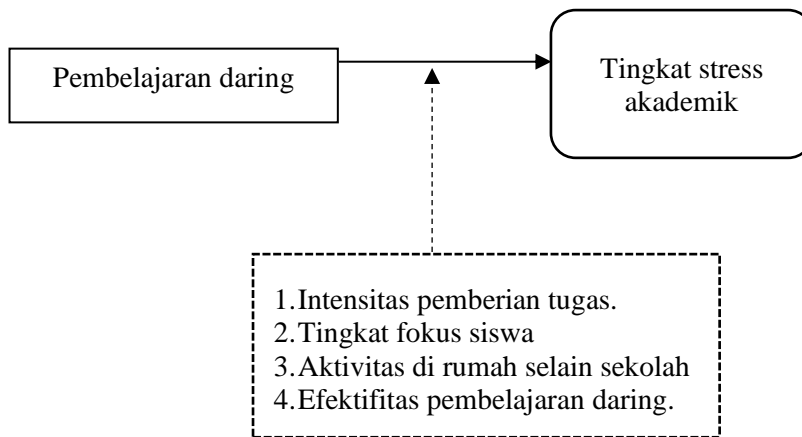 Pembelajaran daring
Tingkat stress
akademik
1.Intensitas pemberian tugas.
2.Tingkat fokus siswa
3.Aktivitas di rumah selain sekolah
4.Efektifitas pembelajaran daring.